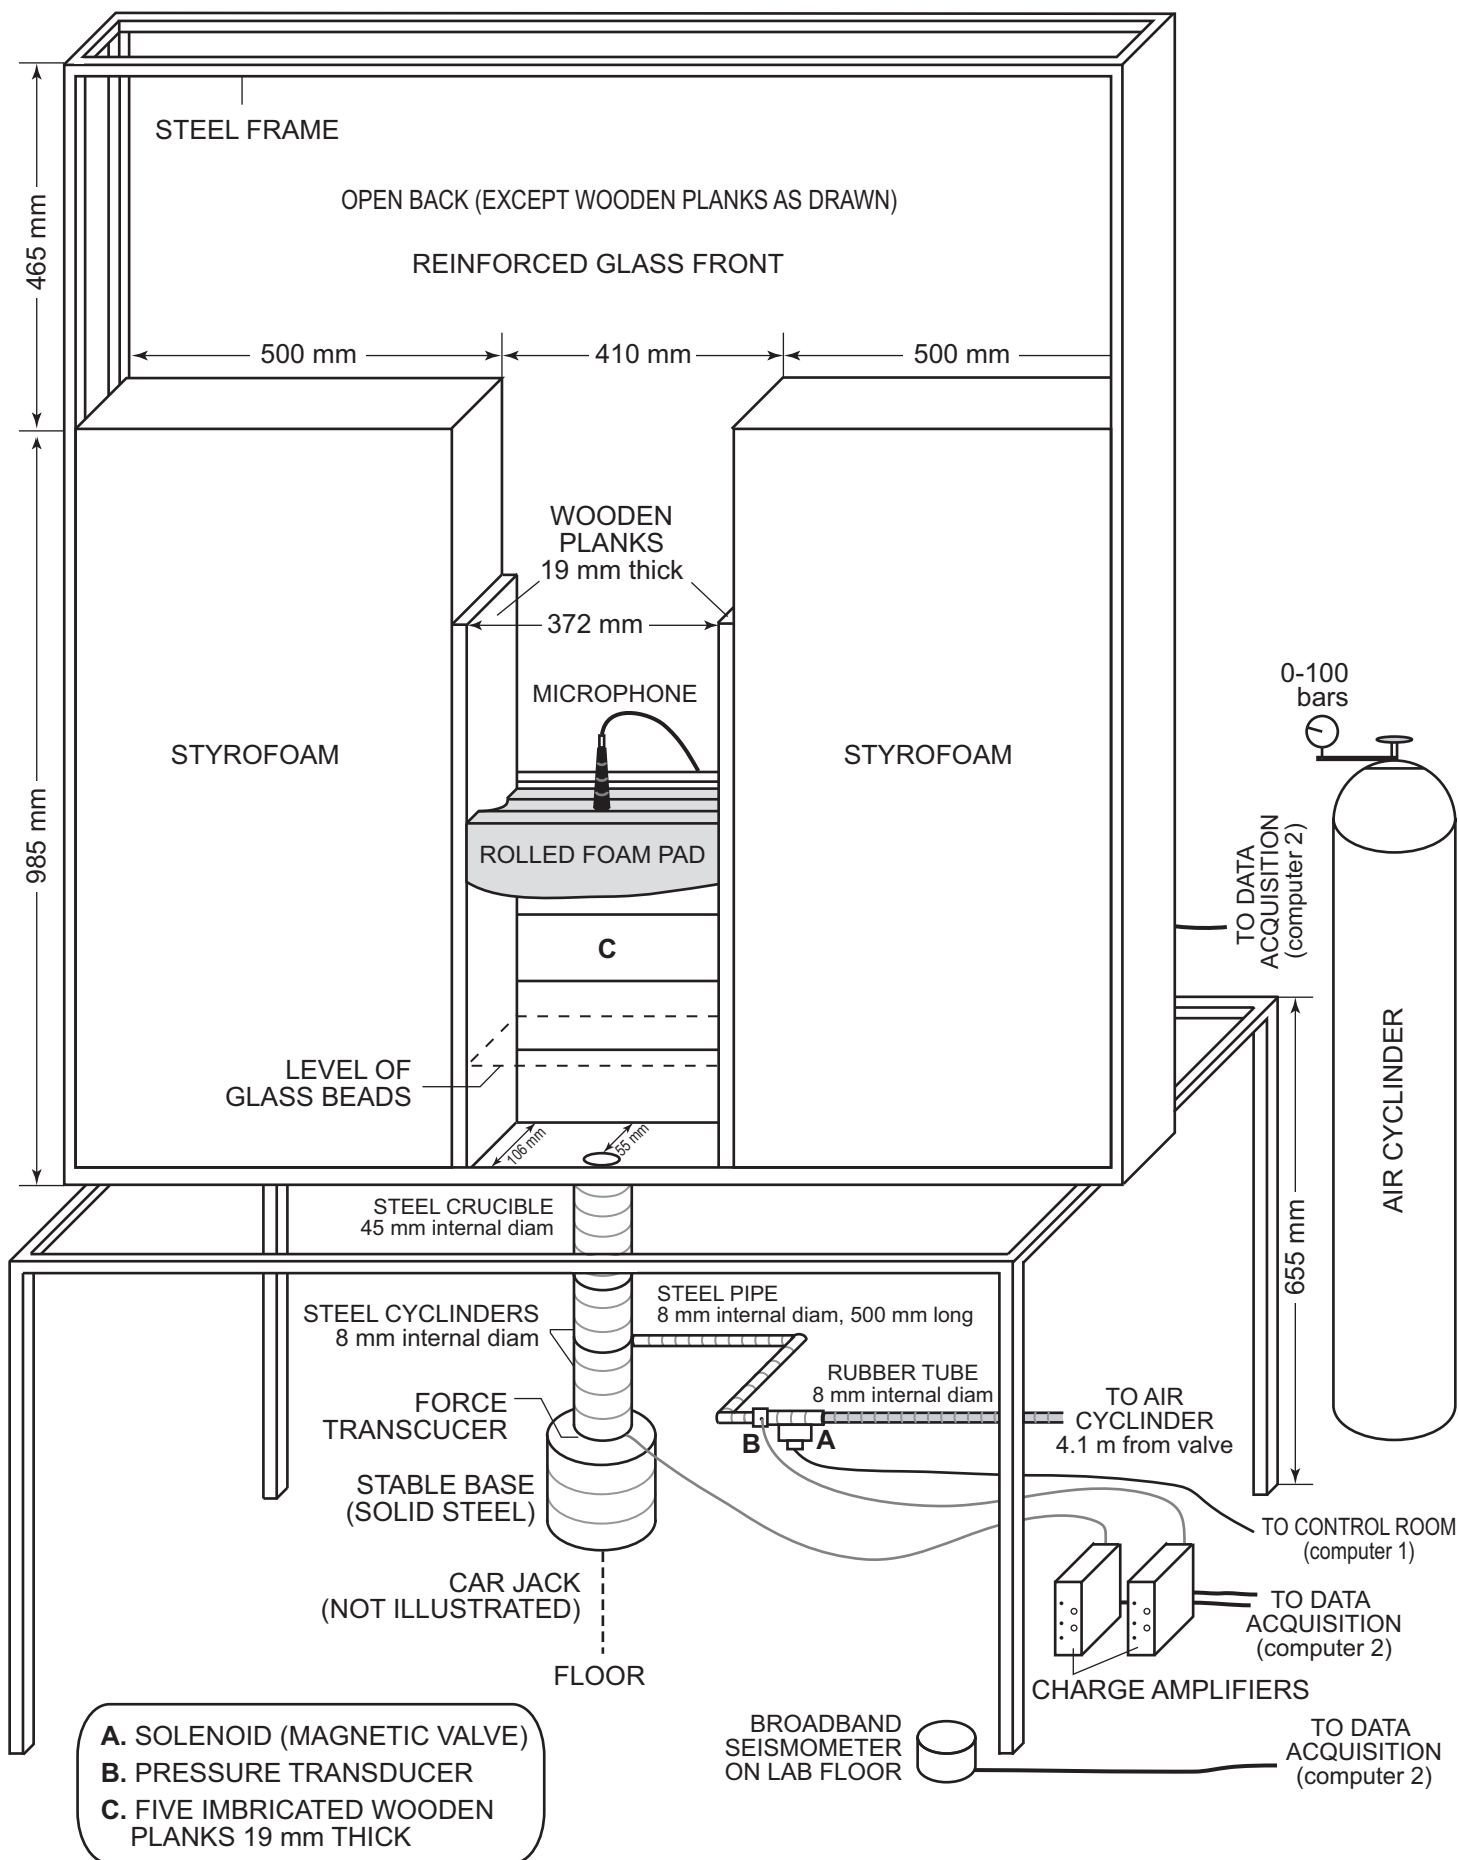 STEEL FRAME
OPEN BACK (EXCEPT WOODEN PLANKS AS DRAWN)
REINFORCED GLASS FRONT
465 mm
500 mm
410 mm
500 mm
985 mm
WOODEN
PLANKS
19 mm thick
372 mm
MICROPHONE
STYROFOAM
STYROFOAM
ROLLED FOAM PAD
C
LEVEL OF
GLASS BEADS
106 mm
55 mm
0-100
bars
TO DATA
ACQUISITION
(computer 2)
AIR CYCLINDER
655 mm
STEEL CRUCIBLE
45 mm internal diam
STEEL CYCLINDERS
8 mm internal diam
STEEL PIPE
8 mm internal diam, 500 mm long
RUBBER TUBE
8 mm internal diam
FORCE
TRANSCUCER
B
A
TO AIR
CYCLINDER
4.1 m from valve
STABLE BASE
(SOLID STEEL)
TO CONTROL ROOM
(computer 1)
CAR JACK
(NOT ILLUSTRATED)
FLOOR
TO DATA
ACQUISITION
(computer 2)
CHARGE AMPLIFIERS
BROADBAND
SEISMOMETER
ON LAB FLOOR
TO DATA
ACQUISITION
(computer 2)
A. SOLENOID (MAGNETIC VALVE)
B. PRESSURE TRANSDUCER
C. FIVE IMBRICATED WOODEN
PLANKS 19 mm THICK